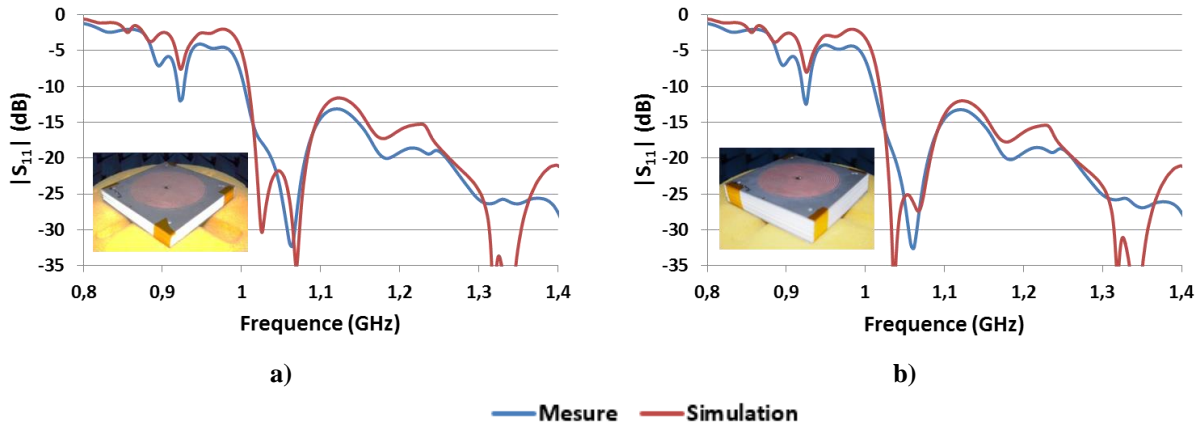 |S₁₁| (dB)
0
-5
-10
-15
-20
-25
-30
-35
0,8 0,9 1 1,1 1,2 1,3 1,4
Frequence (GHz)
a)
|S₁₁| (dB)
0
-5
-10
-15
-20
-25
-30
-35
0,8 0,9 1 1,1 1,2 1,3 1,4
Frequence (GHz)
b)
Mesure Simulation